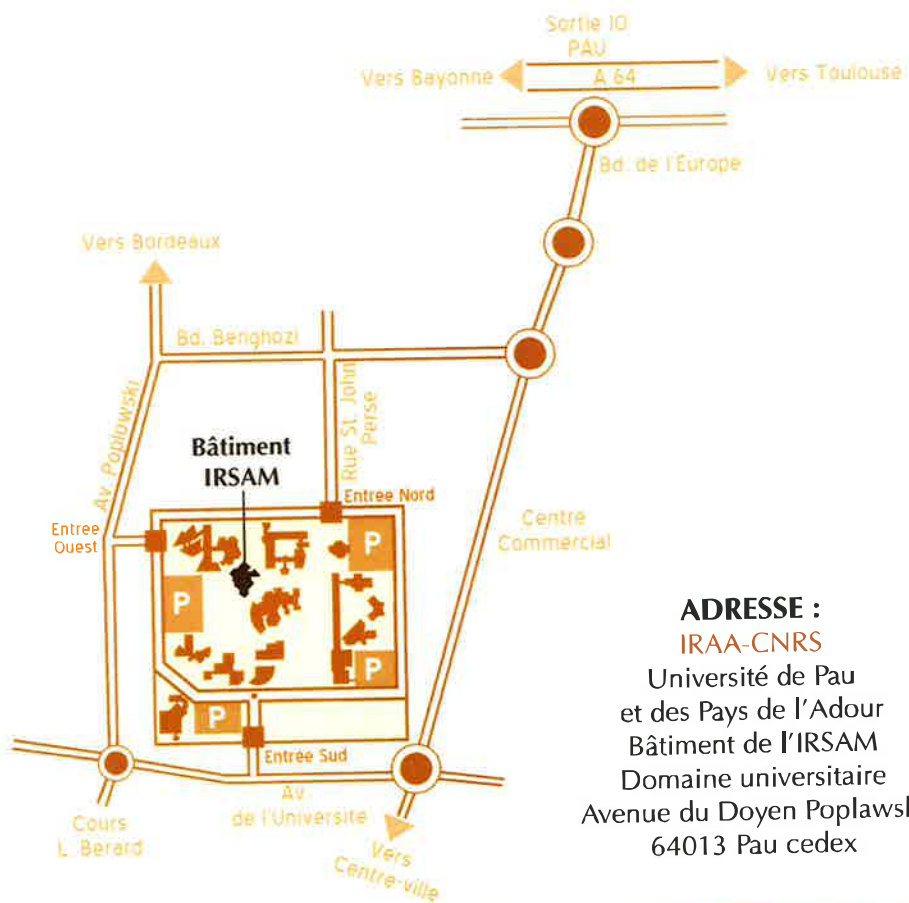 Sortie 10
PAU
Vers Bayonne
A 64
Vers Toulouse
Bd. de l'Europe
Vers Bordeaux
Bd. Benghozi
Av. Poplowski
Rue St. John
Perse
Bâtiment
IRSAM
Entrée Nord
Entrée
Ouest
P
P
Centre
Commercial
P
P
Entrée Sud
Av.
de l'Université
Cours
L. Bérard
Vers
Centre-ville
ADRESSE :
IRAA-CNRS
Université de Pau
et des Pays de l'Adour
Bâtiment de l'IRSAM
Domaine universitaire
Avenue du Doyen Poplawsl
64013 Pau cedex